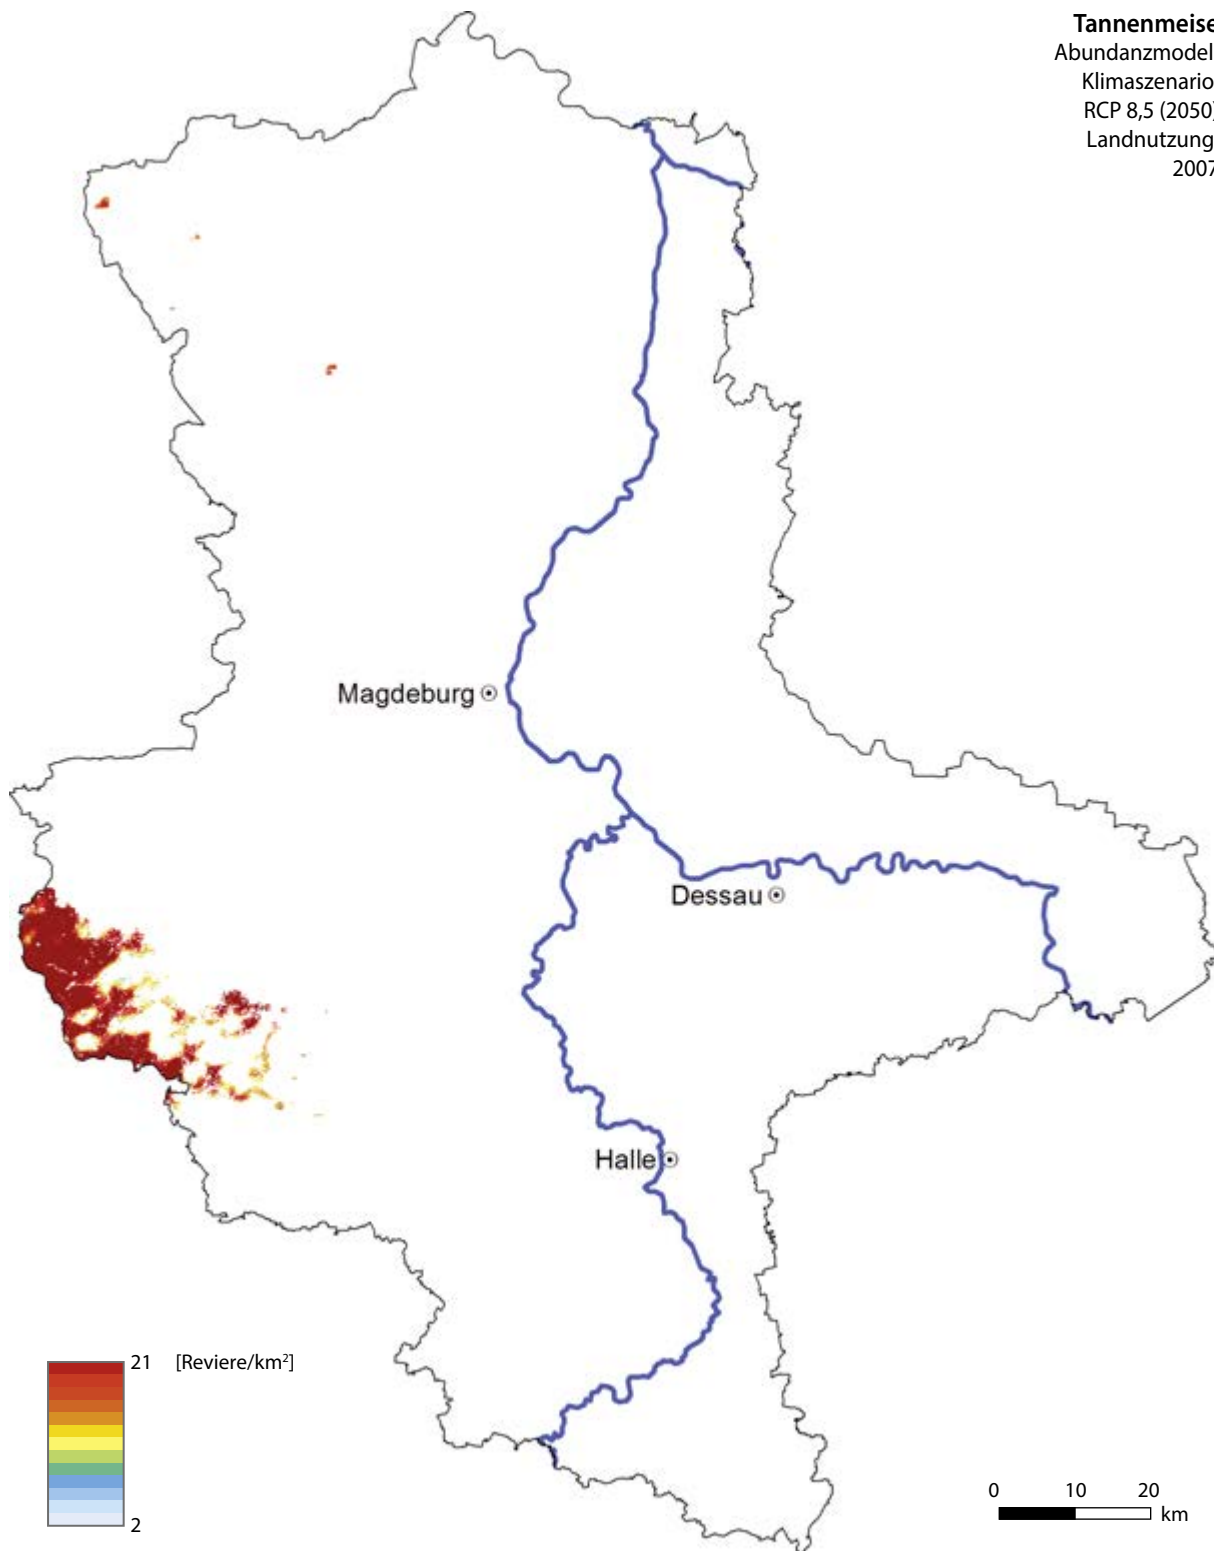 Tannenmeise
Abundanzmodell
Klimaszenario
RCP 8,5 (2050)
Landnutzung
2007
Magdeburg
Dessau
Halle
21 [Reviere/km²]
2
0 10 20
km